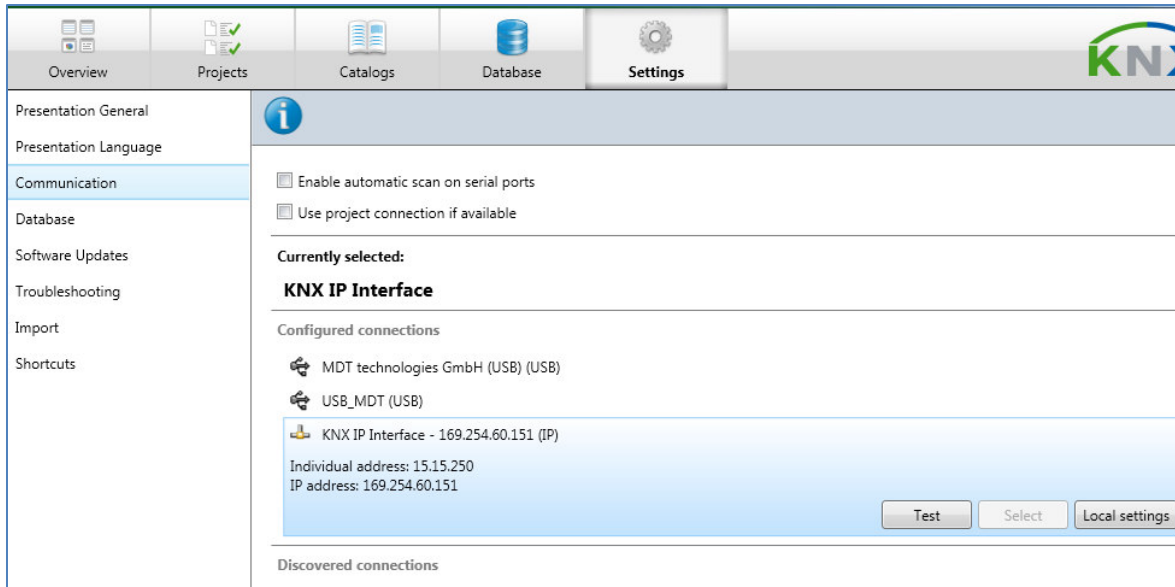 Overview Projects Catalogs Database Settings
KNX
Presentation General
Presentation Language
Communication
Database
Software Updates
Troubleshooting
Import
Shortcuts
Enable automatic scan on serial ports
Use project connection if available
Currently selected:
KNX IP Interface
Configured connections
MDT technologies GmbH (USB) (USB)
USB_MDT (USB)
KNX IP Interface - 169.254.60.151 (IP)
Individual address: 15.15.250
IP address: 169.254.60.151
Test Select Local settings
Discovered connections